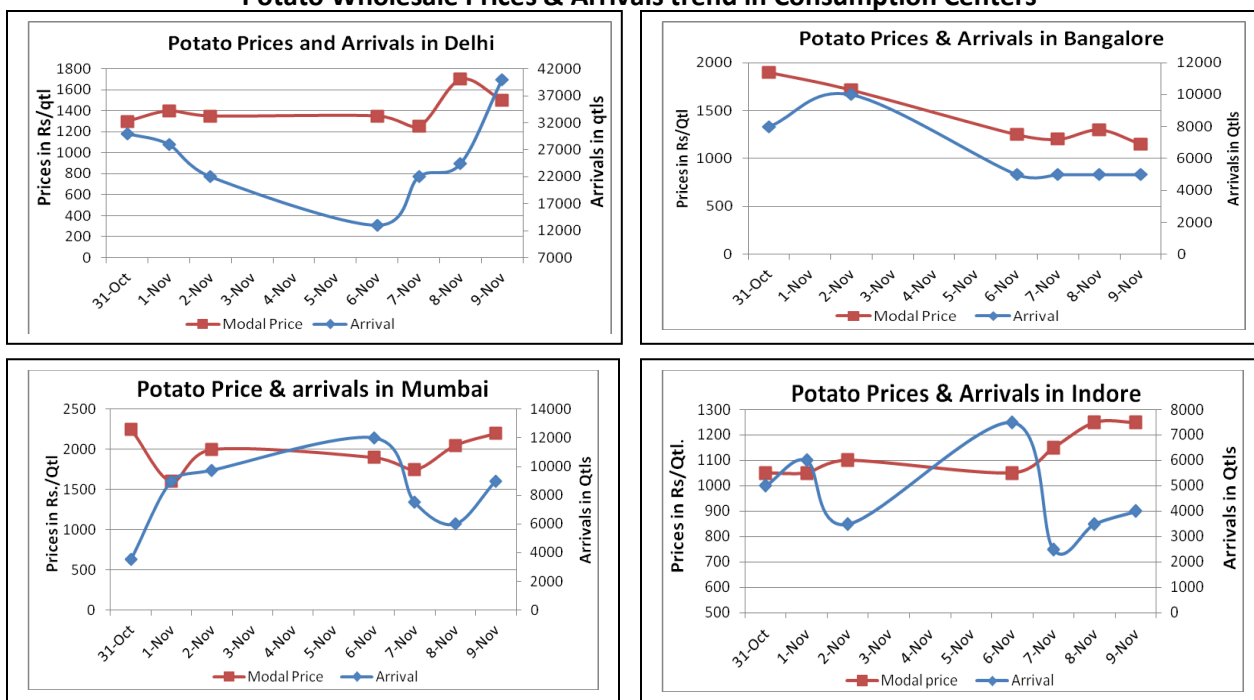 Potato Wholesale Prices & Arrivals trend in Consumption Centers
Potato Prices and Arrivals in Delhi
Prices in Rs/qtl
1800
1600
1400
1200
1000
800
600
400
200
0
42000
37000
32000
27000
22000
17000
12000
7000
Arrivals in qtls
31-Oct
1-Nov
2-Nov
3-Nov
4-Nov
5-Nov
6-Nov
7-Nov
8-Nov
9-Nov
Modal Price
Arrival
Potato Prices & Arrivals in Bangalore
Prices in Rs/Qtl
2000
1500
1000
500
0
12000
10000
8000
6000
4000
2000
0
Arrivals in Qtls
31-Oct
1-Nov
2-Nov
3-Nov
4-Nov
5-Nov
6-Nov
7-Nov
8-Nov
9-Nov
Modal Price
Arrival
Potato Price & arrivals in Mumbai
Prices in Rs./Qtl
2500
2000
1500
1000
500
0
14000
12000
10000
8000
6000
4000
2000
0
Arrivals in Qtls
31-Oct
1-Nov
2-Nov
3-Nov
4-Nov
5-Nov
6-Nov
7-Nov
8-Nov
9-Nov
Modal Price
Arrival
Potato Prices & Arrivals in Indore
Prices in Rs/Qtl.
1300
1200
1100
1000
900
800
700
600
500
8000
7000
6000
5000
4000
3000
2000
1000
0
Arrivals in Qtls
31-Oct
1-Nov
2-Nov
3-Nov
4-Nov
5-Nov
6-Nov
7-Nov
8-Nov
9-Nov
Modal price
Arrival